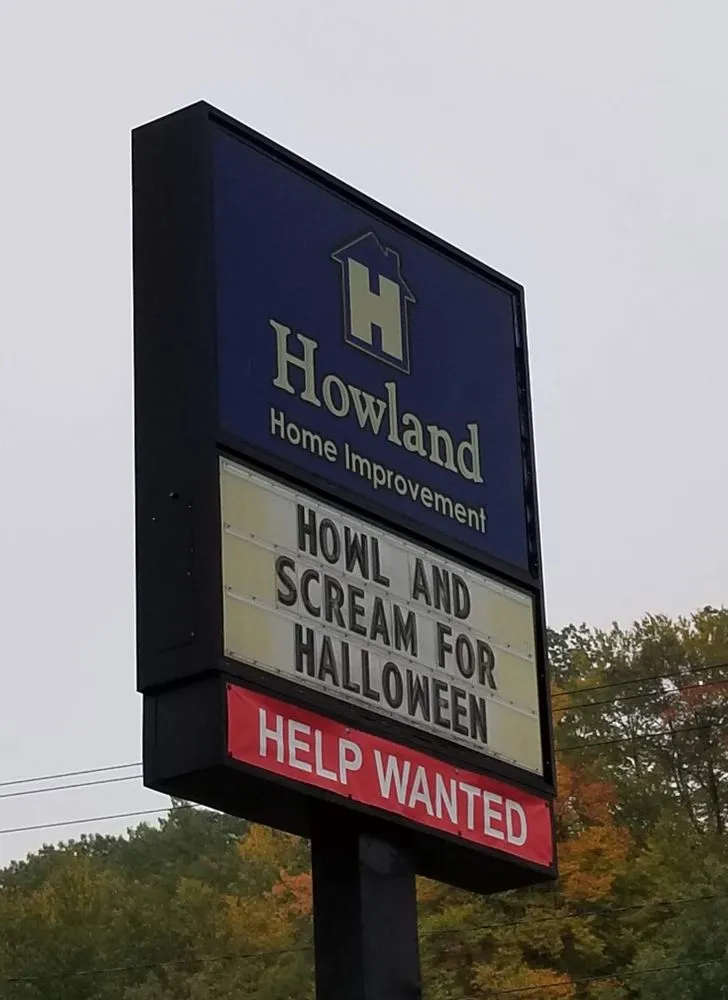 H
Howland
Home Improvement
HOWL AND
SCREAM FOR
HALLOWEEN
HELP WANTED